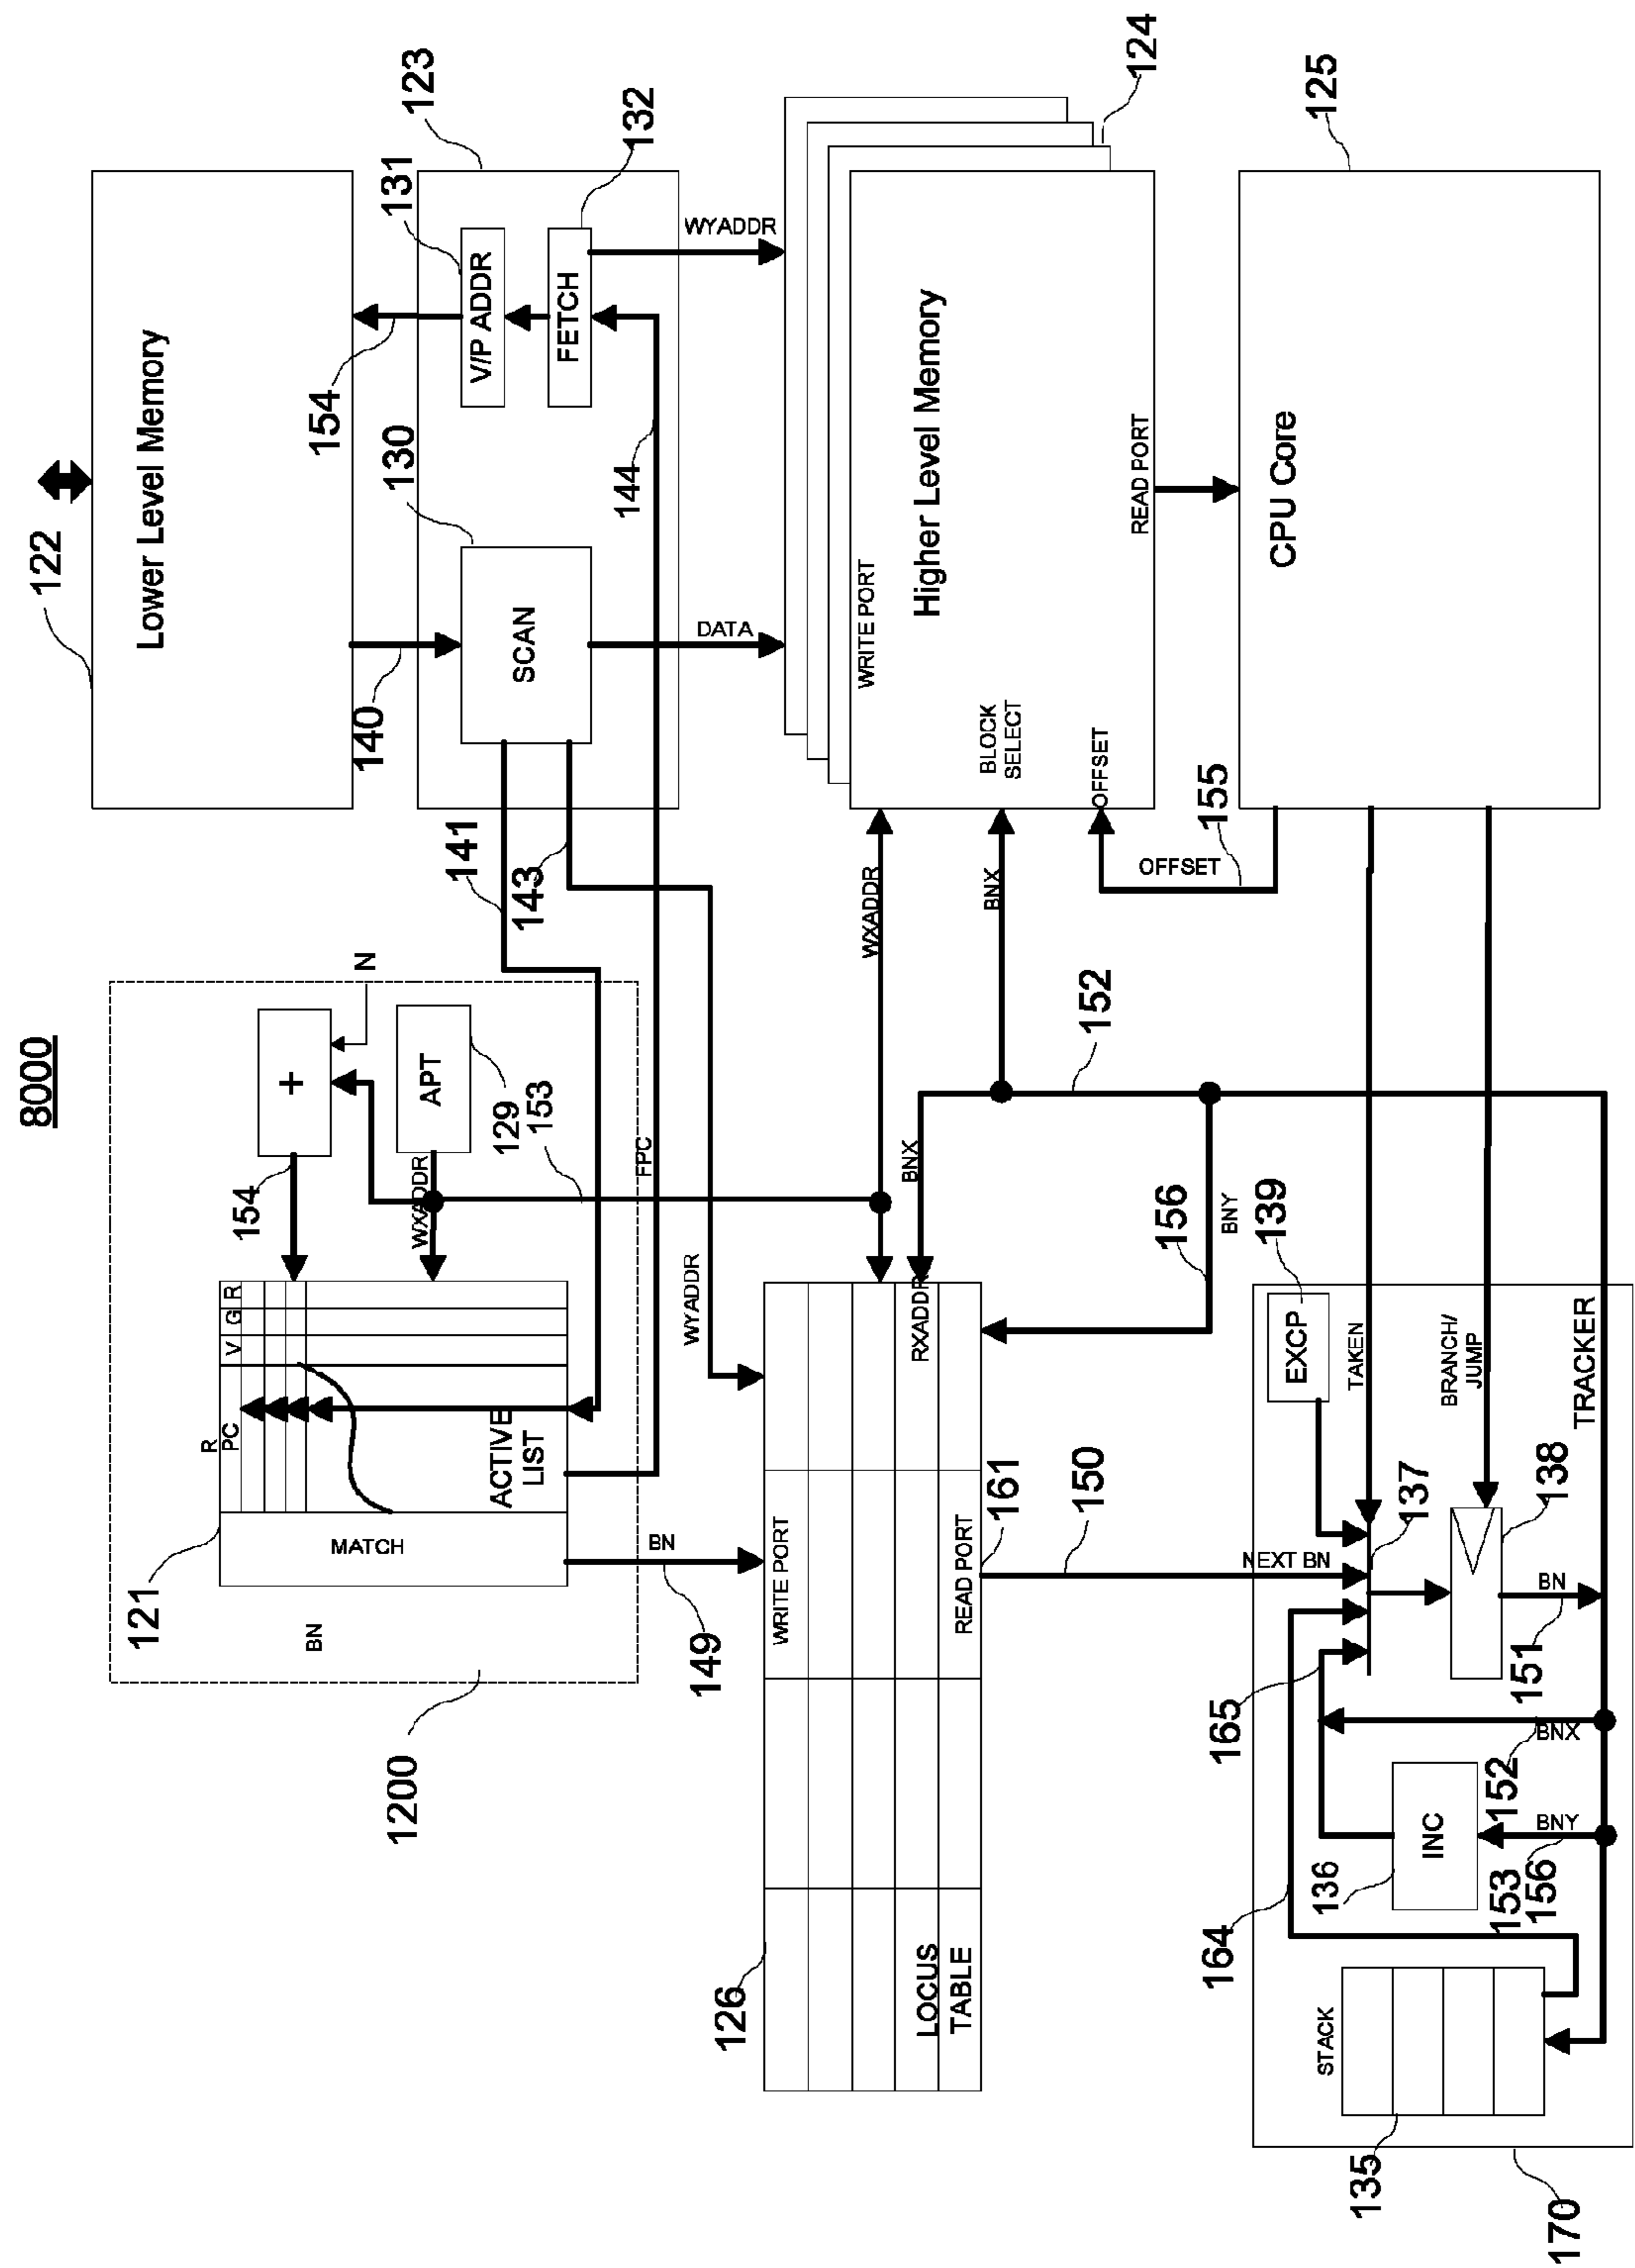 8000
122
Lower Level Memory
154
140
123
131
V/P ADDR
132
FETCH
130
SCAN
144
141
143
WYADDR
DATA
124
WRITE PORT
Higher Level Memory
BLOCK
SELECT
OFFSET
READ PORT
125
CPU Core
155
OFFSET
N
+
APT
129
153
154
WXADDR
FPC
V G R
R
PC
ACTIVE
LIST
MATCH
121
BN
1200
BN
149
WYADDR
WXADDR
BNX
152
BNX
BNY
156
126
WRITE PORT
RXADDR
READ PORT
161
LOCUS
TABLE
150
NEXT BN
139
EXCP
TAKEN
BRANCH/
JUMP
TRACKER
137
138
BN
151
165
164
BNX
152
INC
136
BNY
153
156
STACK
135
170